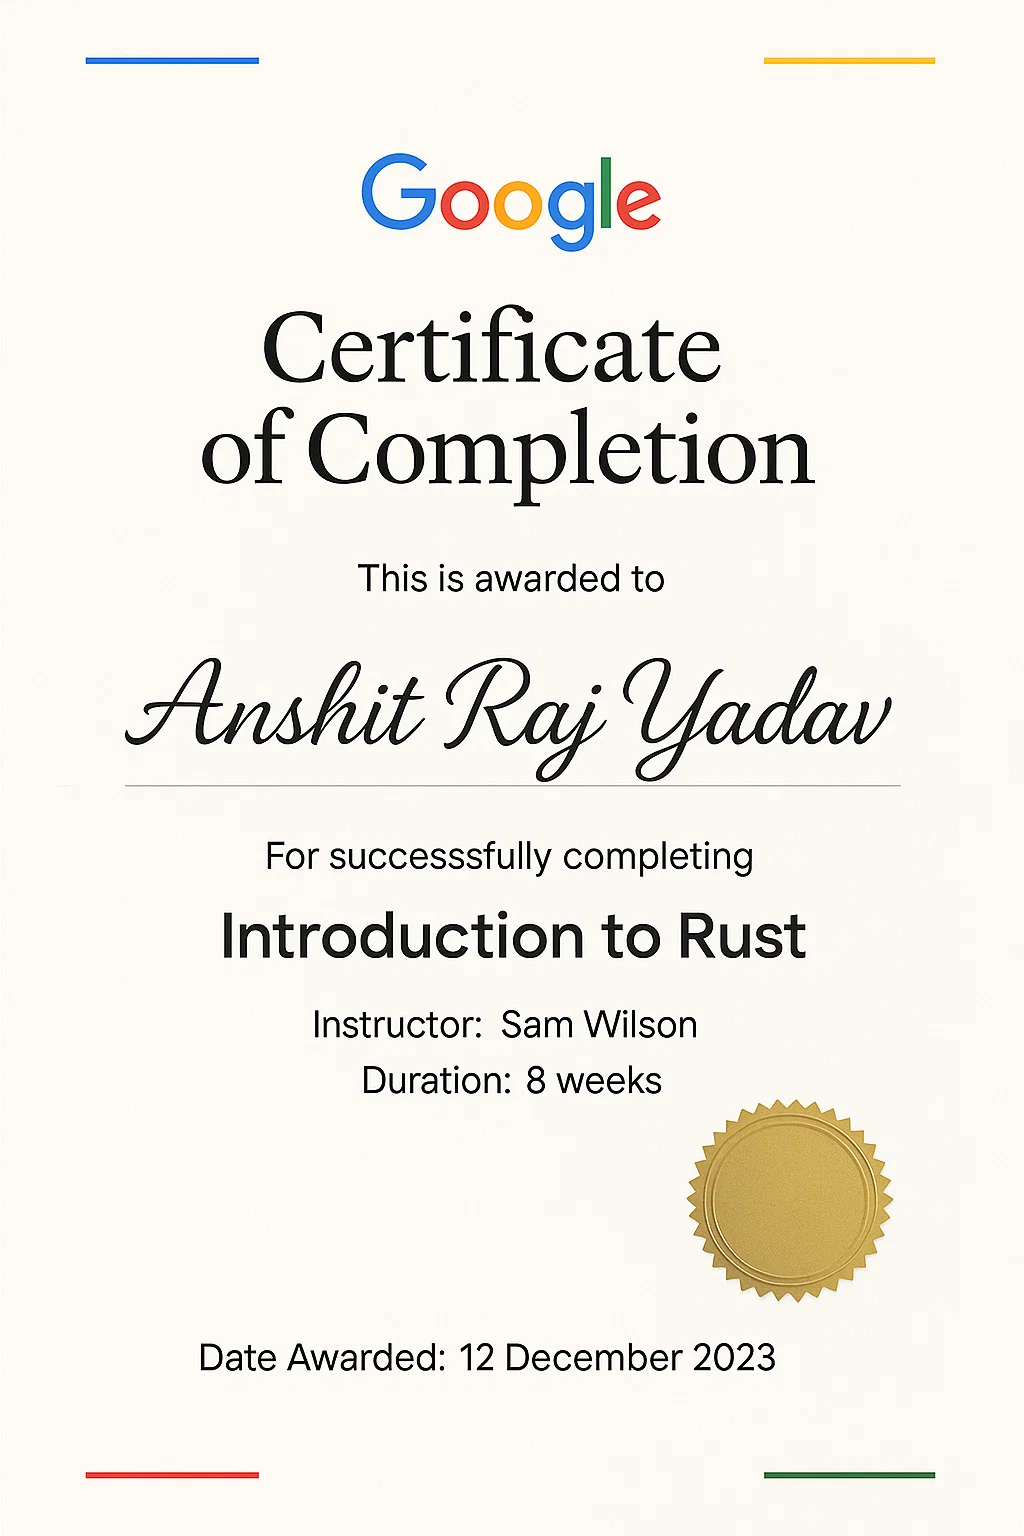 Google
Certificate
of Completion
This is awarded to
Anshit Raj Yadav
For successsfully completing
Introduction to Rust
Instructor: Sam Wilson
Duration: 8 weeks
Date Awarded: 12 December 2023